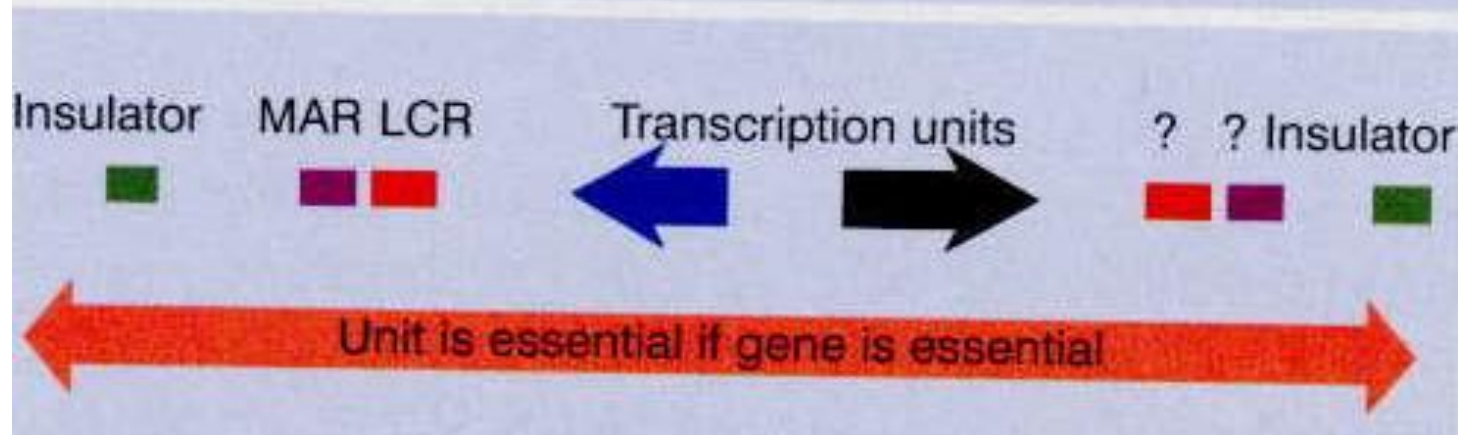 Insulator MAR LCR Transcription units ? ? Insulator
Unit is essential if gene is essential